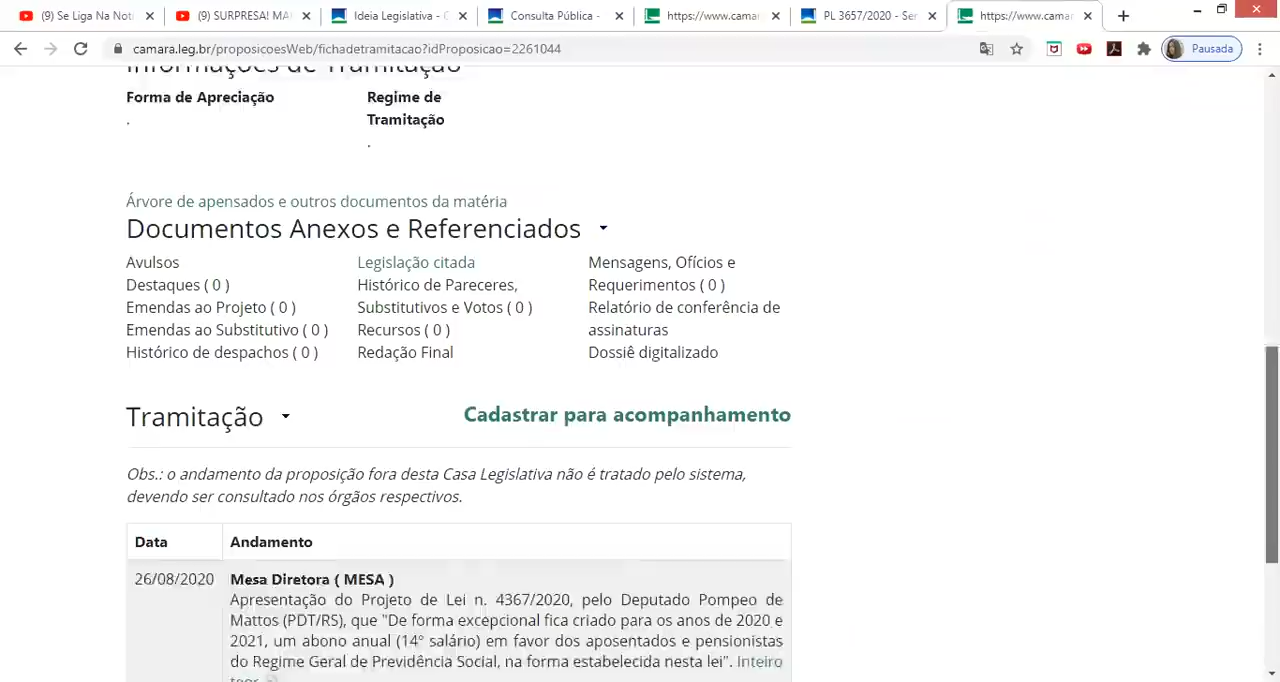 (9) Se Liga Na Not
(9) SURPRESA! MA
Ideia Legislativa - C
Consulta Pública -
https://www.camar
PL 3657/2020 - Ser
https://www.camar
camara.leg.br/proposicoesWeb/fichadetramitacao?idProposicao=2261044
Pausada
Informações de Tramitação
Forma de Apreciação
.
Regime de
Tramitação
.
Árvore de apensados e outros documentos da matéria
Documentos Anexos e Referenciados
Avulsos
Destaques ( 0 )
Emendas ao Projeto ( 0 )
Emendas ao Substitutivo ( 0 )
Histórico de despachos ( 0 )
Legislação citada
Histórico de Pareceres,
Substitutivos e Votos ( 0 )
Recursos ( 0 )
Redação Final
Mensagens, Ofícios e
Requerimentos ( 0 )
Relatório de conferência de
assinaturas
Dossiê digitalizado
Tramitação
Cadastrar para acompanhamento
Obs.: o andamento da proposição fora desta Casa Legislativa não é tratado pelo sistema,
devendo ser consultado nos órgãos respectivos.
Data
Andamento
26/08/2020
Mesa Diretora ( MESA )
Apresentação do Projeto de Lei n. 4367/2020, pelo Deputado Pompeo de
Mattos (PDT/RS), que "De forma excepcional fica criado para os anos de 2020 e
2021, um abono anual (14º salário) em favor dos aposentados e pensionistas
do Regime Geral de Previdência Social, na forma estabelecida nesta lei". Inteiro
teor